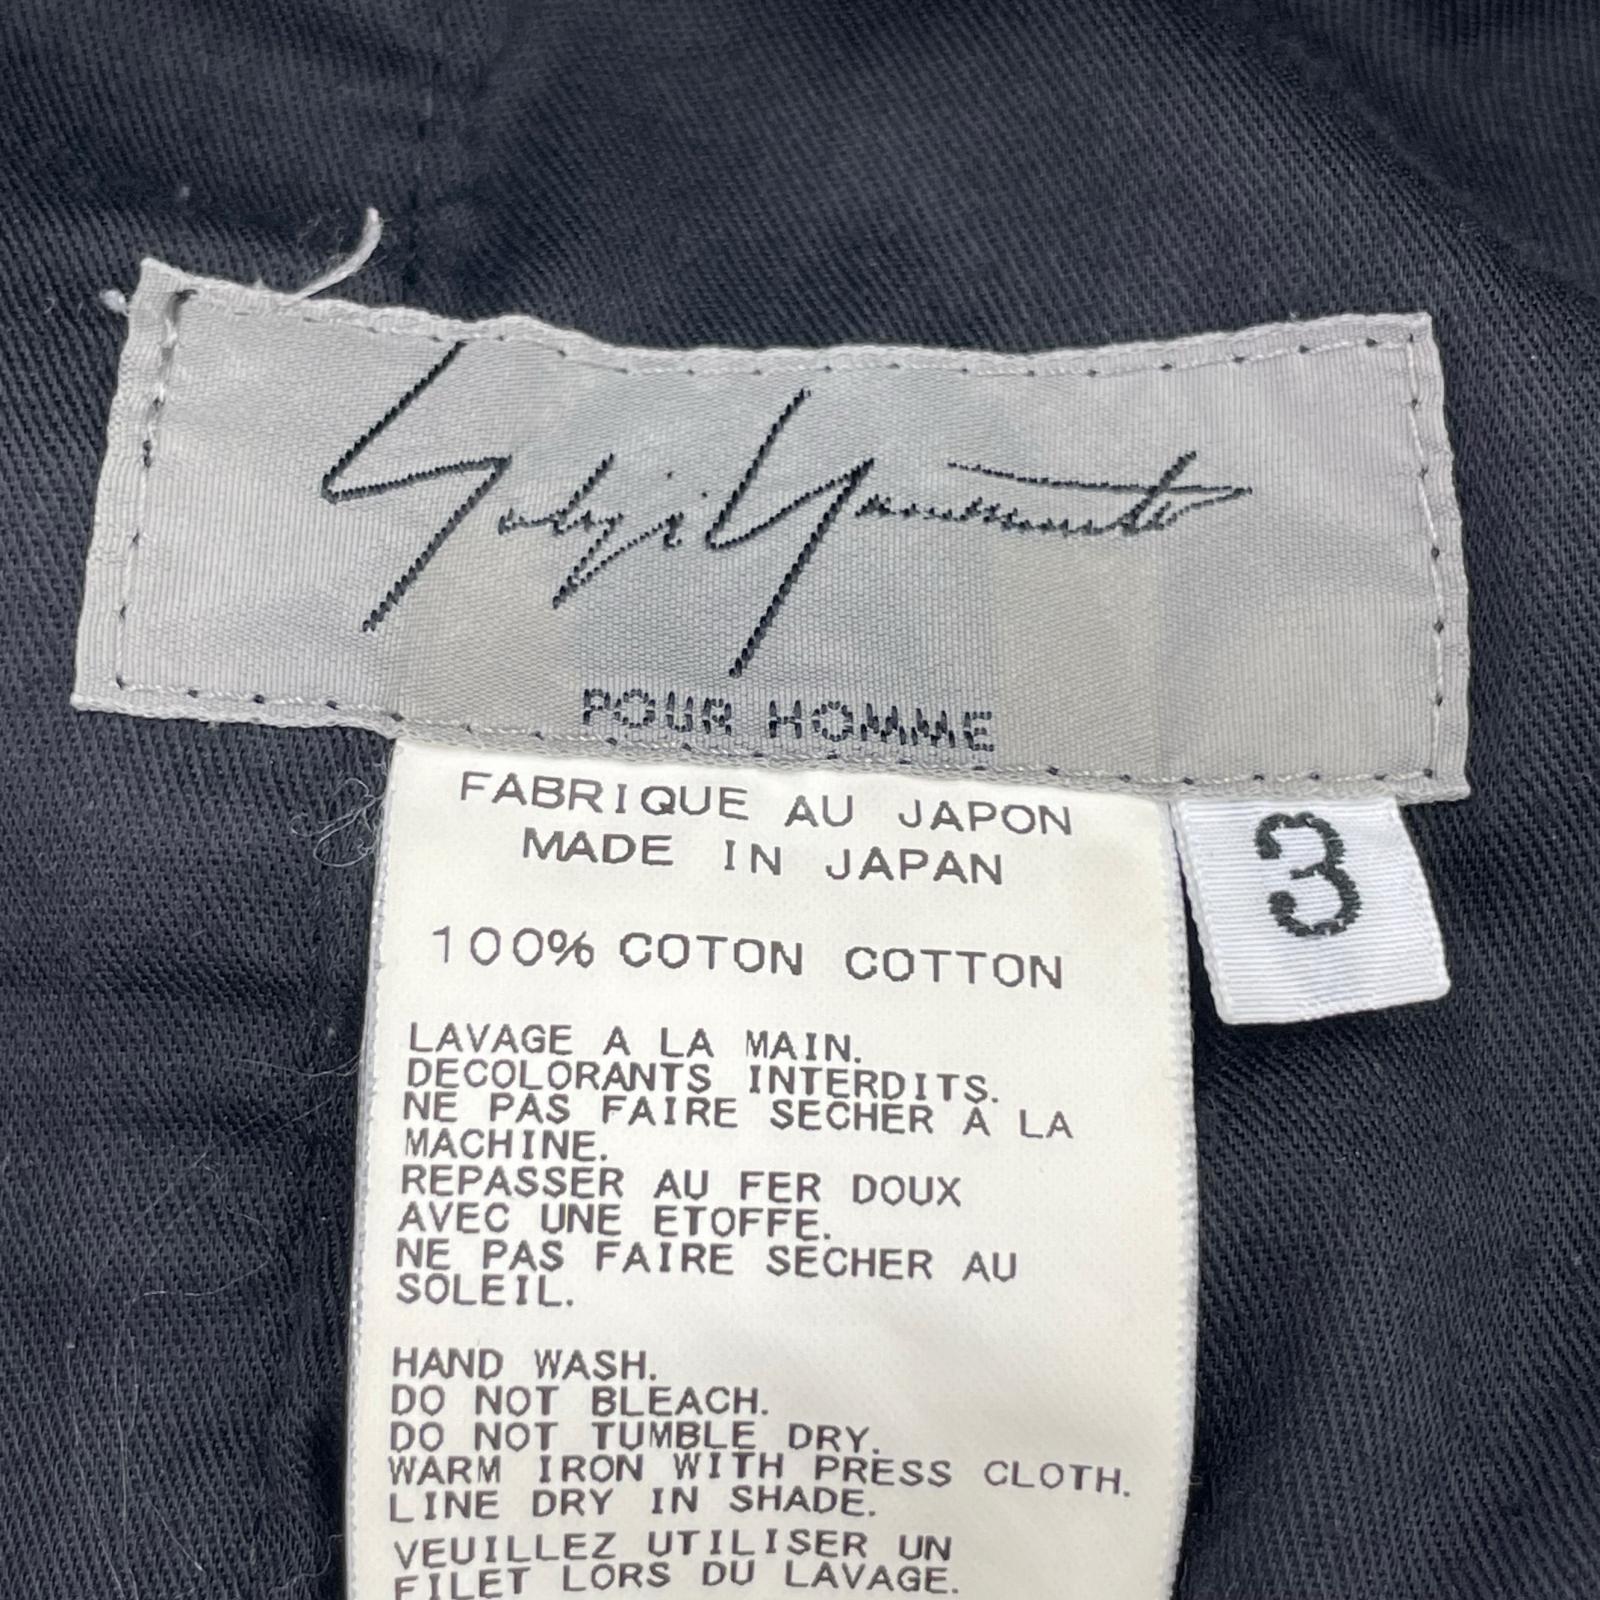 Yohji Yamamoto
POUR HOMME
FABRIQUE AU JAPON
MADE IN JAPAN
3
100% COTON COTTON
LAVAGE A LA MAIN.
DECOLORANTS INTERDITS.
NE PAS FAIRE SECHER A LA
MACHINE.
REPASSER AU FER DOUX
AVEC UNE ETOFFE.
NE PAS FAIRE SECHER AU
SOLEIL.
HAND WASH.
DO NOT BLEACH.
DO NOT TUMBLE DRY.
WARM IRON WITH PRESS CLOTH.
LINE DRY IN SHADE.
VEUILLEZ UTILISER UN
FILET LORS DU LAVAGE.